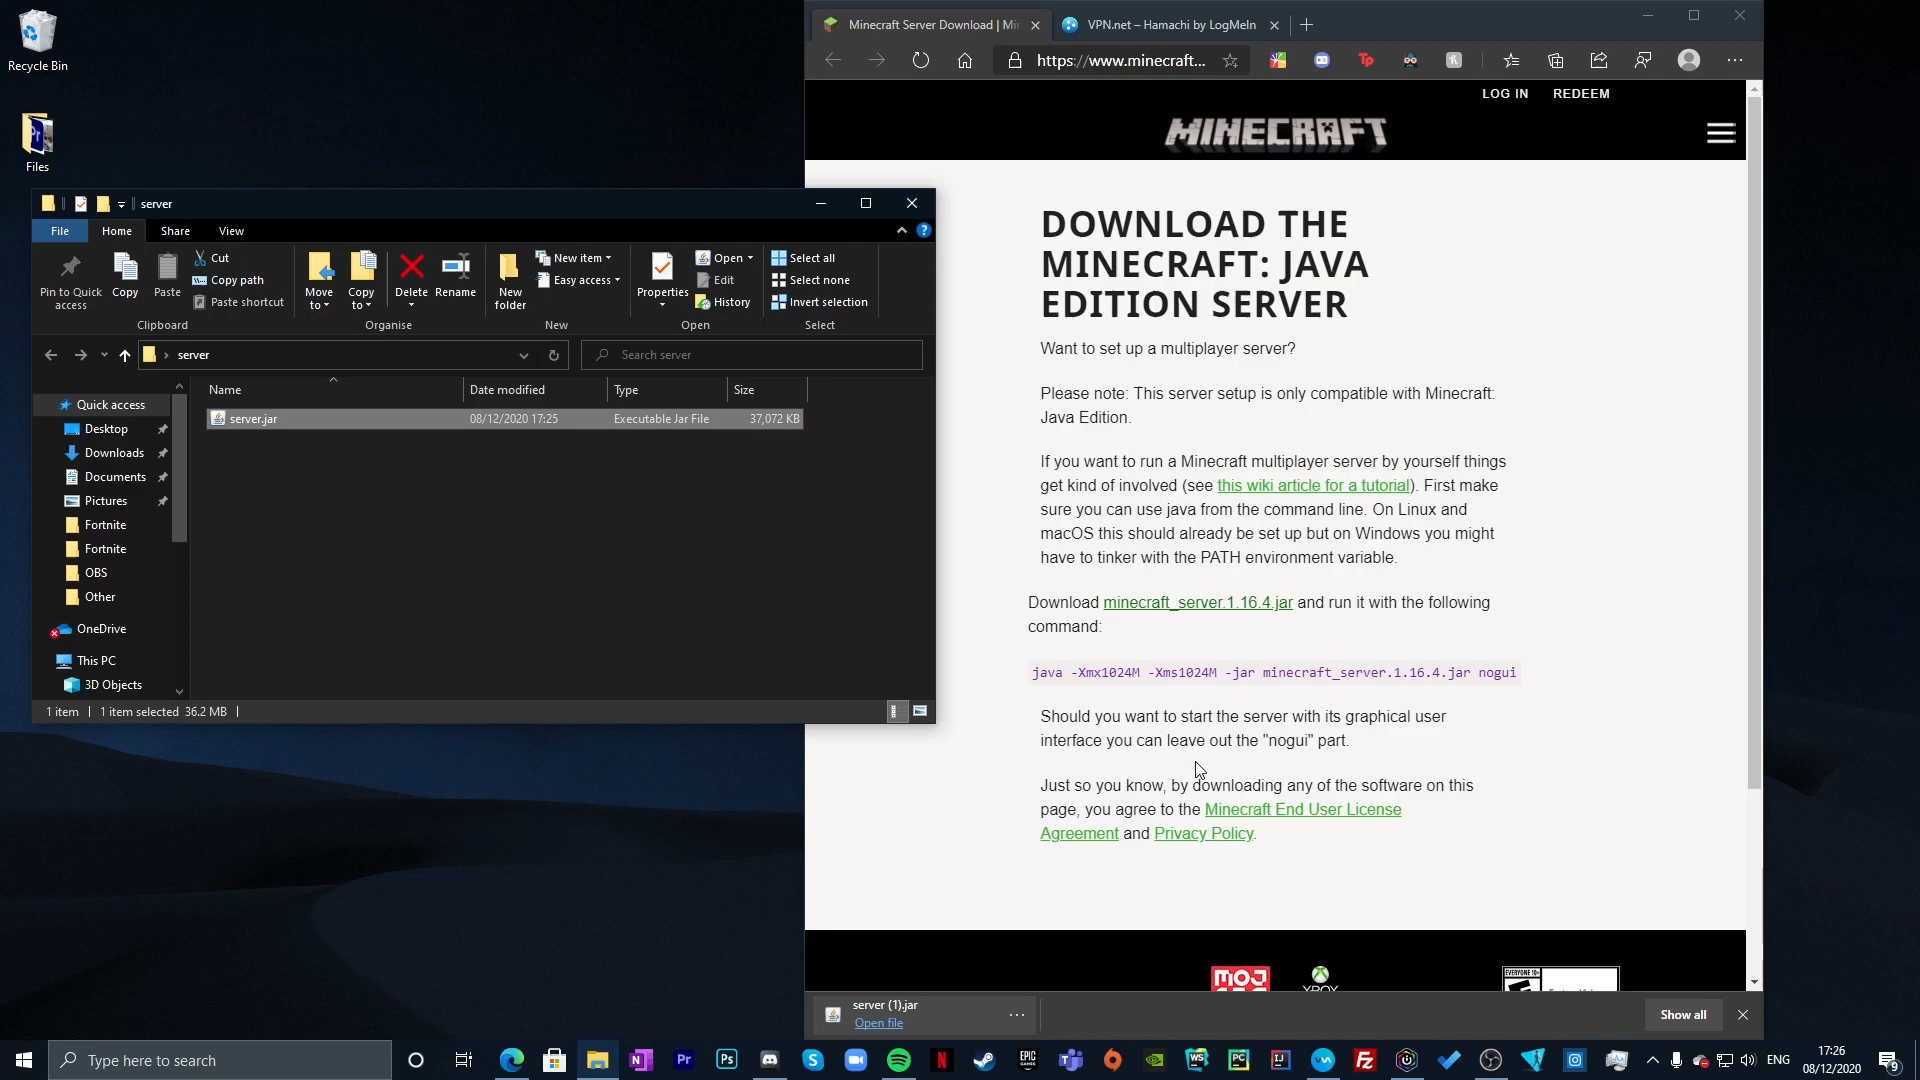 Recycle Bin
Files
server
File Home Share View
Pin to Quick access
Copy
Paste
Cut
Copy path
Paste shortcut
Clipboard
Move to
Copy to
Delete
Rename
Organise
New folder
New item
Easy access
New
Properties
Open
Edit
History
Open
Select all
Select none
Invert selection
Select
server
Search server
Name Date modified Type Size
server.jar 08/12/2020 17:25 Executable Jar File 37,072 KB
Quick access
Desktop
Downloads
Documents
Pictures
Fortnite
Fortnite
OBS
Other
OneDrive
This PC
3D Objects
1 item 1 item selected 36.2 MB
Minecraft Server Download | Mi
VPN.net – Hamachi by LogMeIn
https://www.minecraft...
LOG IN REDEEM
MINECRAFT
DOWNLOAD THE
MINECRAFT: JAVA
EDITION SERVER
Want to set up a multiplayer server?
Please note: This server setup is only compatible with Minecraft:
Java Edition.
If you want to run a Minecraft multiplayer server by yourself things
get kind of involved (see this wiki article for a tutorial). First make
sure you can use java from the command line. On Linux and
macOS this should already be set up but on Windows you might
have to tinker with the PATH environment variable.
Download minecraft_server.1.16.4.jar and run it with the following
command:
java -Xmx1024M -Xms1024M -jar minecraft_server.1.16.4.jar nogui
Should you want to start the server with its graphical user
interface you can leave out the "nogui" part.
Just so you know, by downloading any of the software on this
page, you agree to the Minecraft End User License
Agreement and Privacy Policy.
EVERYONE 10+
server (1).jar
Open file
Show all
Type here to search
ENG
17:26
08/12/2020
9